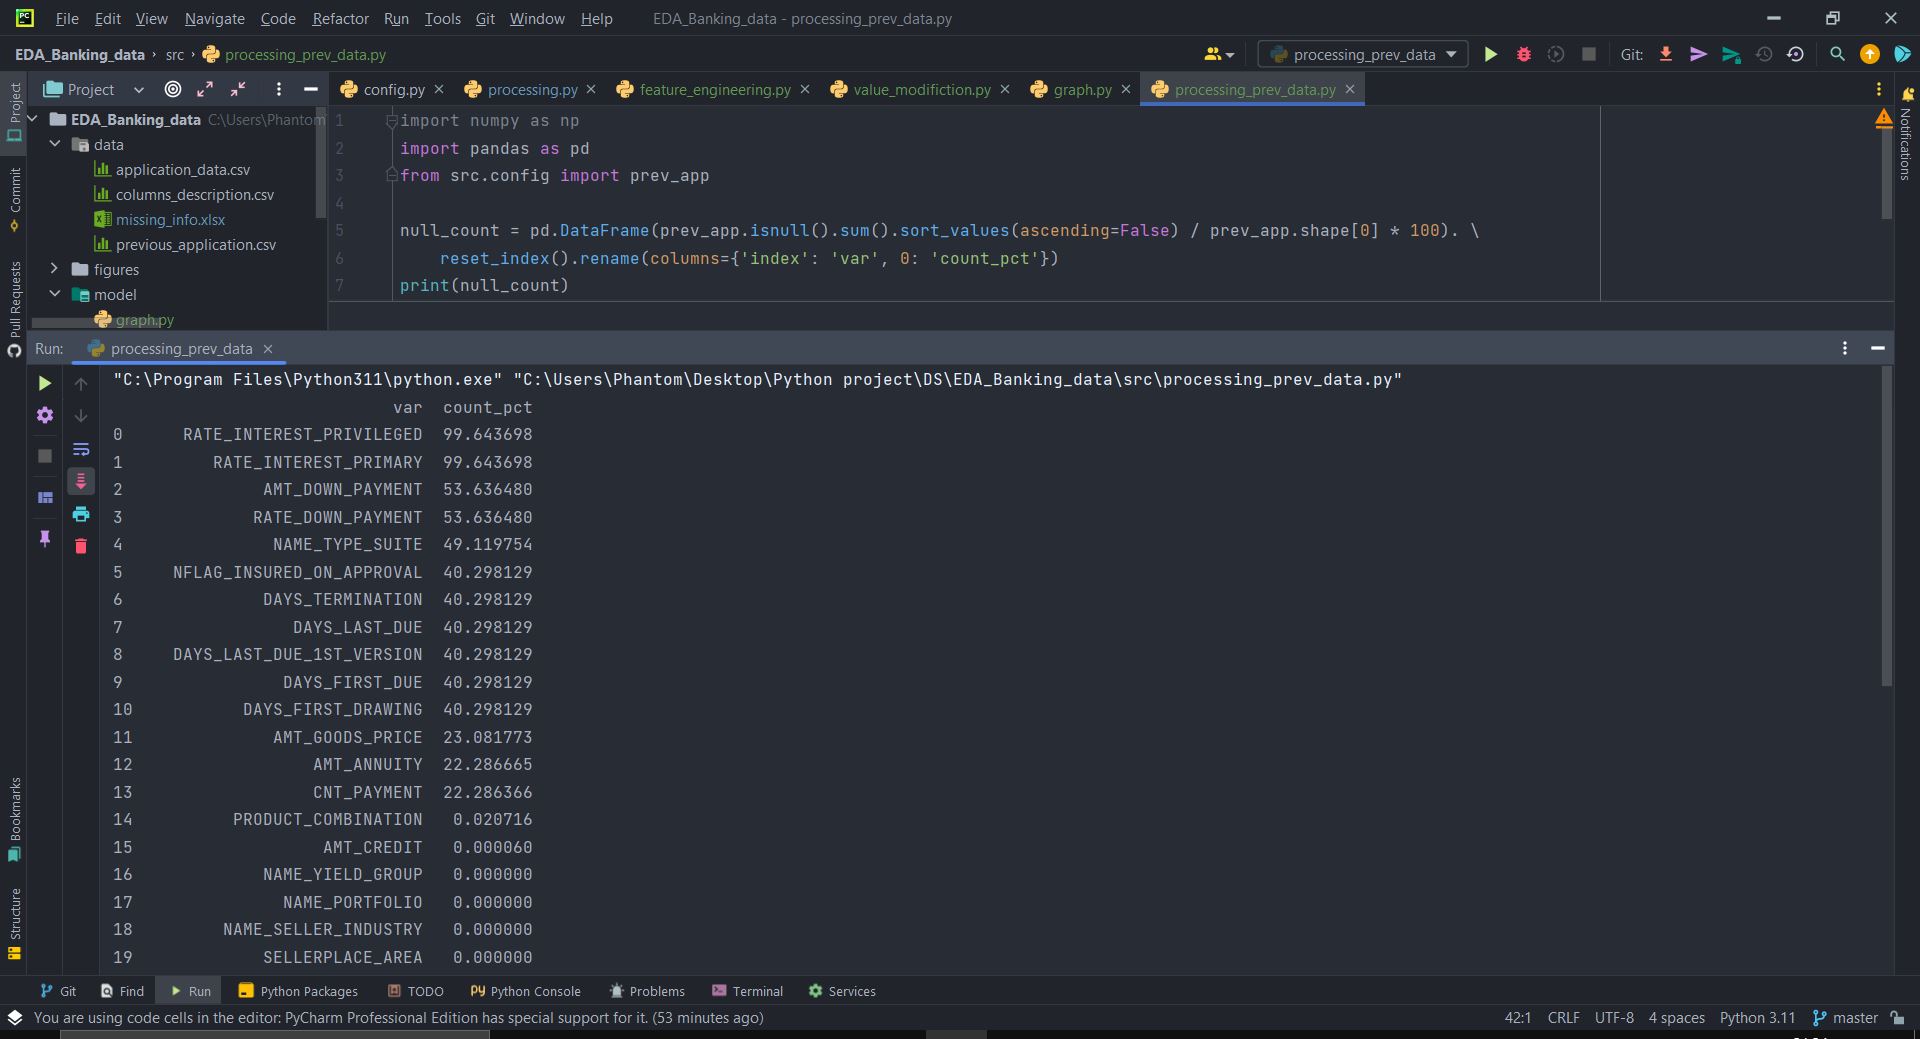 PC File Edit View Navigate Code Refactor Run Tools Git Window Help EDA_Banking_data - processing_prev_data.py
EDA_Banking_data › src › processing_prev_data.py processing_prev_data Git:
Project config.py processing.py feature_engineering.py value_modifiction.py graph.py processing_prev_data.py
Project
Commit
Pull Requests
Bookmarks
Structure
Notifications
EDA_Banking_data C:\Users\Phantom
data
application_data.csv
columns_description.csv
missing_info.xlsx
previous_application.csv
figures
model
graph.py
1 import numpy as np
2 import pandas as pd
3 from src.config import prev_app
4
5 null_count = pd.DataFrame(prev_app.isnull().sum().sort_values(ascending=False) / prev_app.shape[0] * 100). \
6 reset_index().rename(columns={'index': 'var', 0: 'count_pct'})
7 print(null_count)
Run: processing_prev_data
"C:\Program Files\Python311\python.exe" "C:\Users\Phantom\Desktop\Python project\DS\EDA_Banking_data\src\processing_prev_data.py"
var count_pct
0 RATE_INTEREST_PRIVILEGED 99.643698
1 RATE_INTEREST_PRIMARY 99.643698
2 AMT_DOWN_PAYMENT 53.636480
3 RATE_DOWN_PAYMENT 53.636480
4 NAME_TYPE_SUITE 49.119754
5 NFLAG_INSURED_ON_APPROVAL 40.298129
6 DAYS_TERMINATION 40.298129
7 DAYS_LAST_DUE 40.298129
8 DAYS_LAST_DUE_1ST_VERSION 40.298129
9 DAYS_FIRST_DUE 40.298129
10 DAYS_FIRST_DRAWING 40.298129
11 AMT_GOODS_PRICE 23.081773
12 AMT_ANNUITY 22.286665
13 CNT_PAYMENT 22.286366
14 PRODUCT_COMBINATION 0.020716
15 AMT_CREDIT 0.000060
16 NAME_YIELD_GROUP 0.000000
17 NAME_PORTFOLIO 0.000000
18 NAME_SELLER_INDUSTRY 0.000000
19 SELLERPLACE_AREA 0.000000
Git Find Run Python Packages TODO Python Console Problems Terminal Services
You are using code cells in the editor: PyCharm Professional Edition has special support for it. (53 minutes ago) 42:1 CRLF UTF-8 4 spaces Python 3.11 master